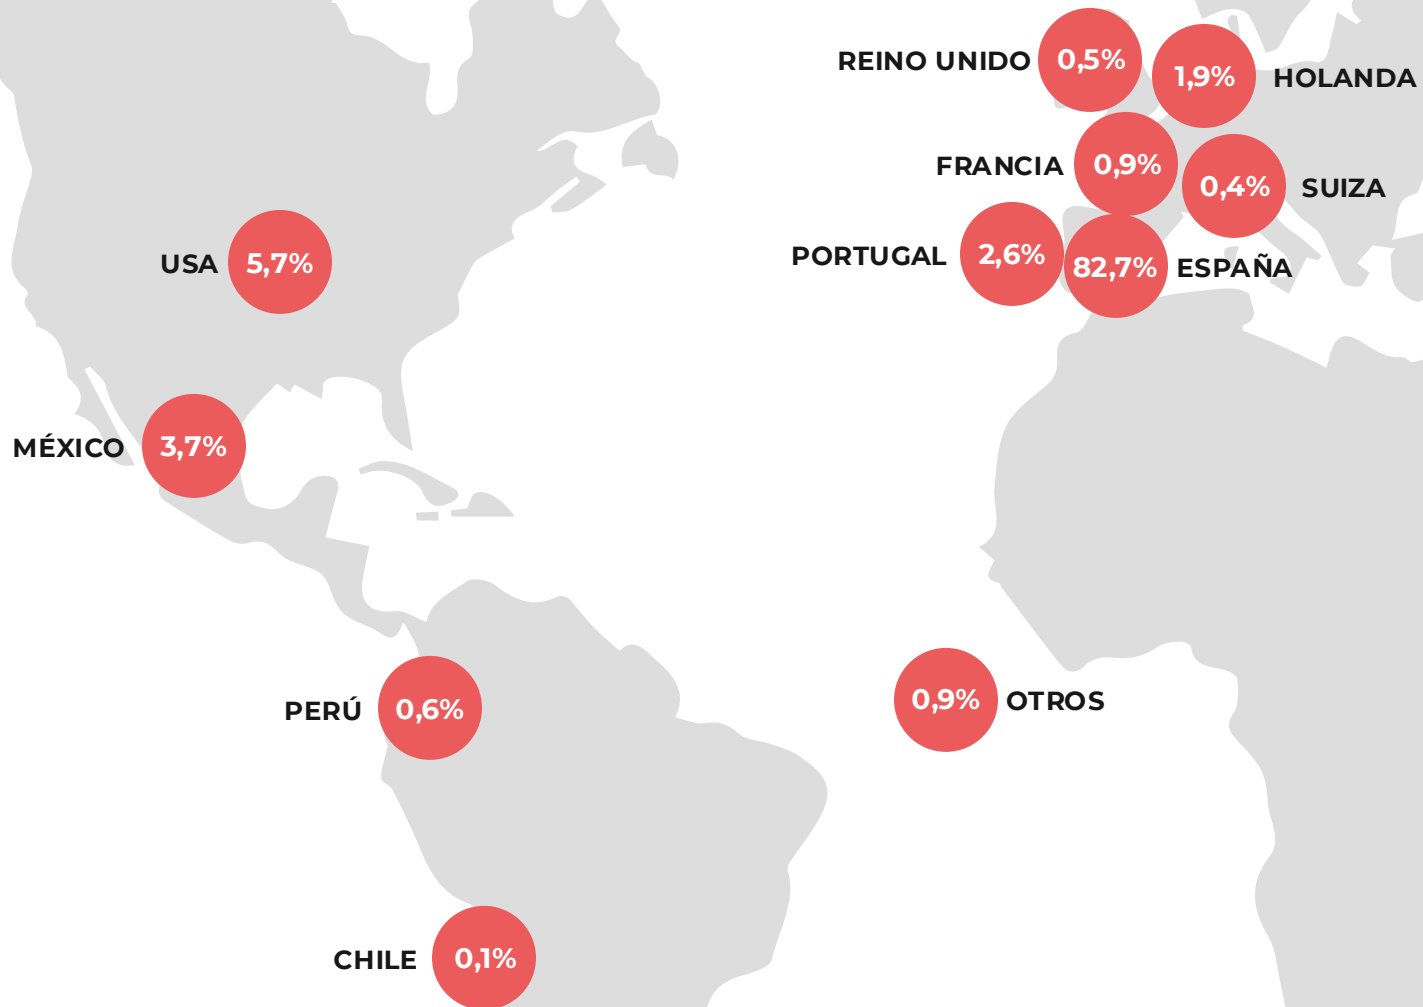 REINO UNIDO 0,5%
1,9% HOLANDA
FRANCIA 0,9%
0,4% SUIZA
PORTUGAL 2,6%
82,7% ESPAÑA
USA 5,7%
MÉXICO 3,7%
PERÚ 0,6%
0,9% OTROS
CHILE 0,1%